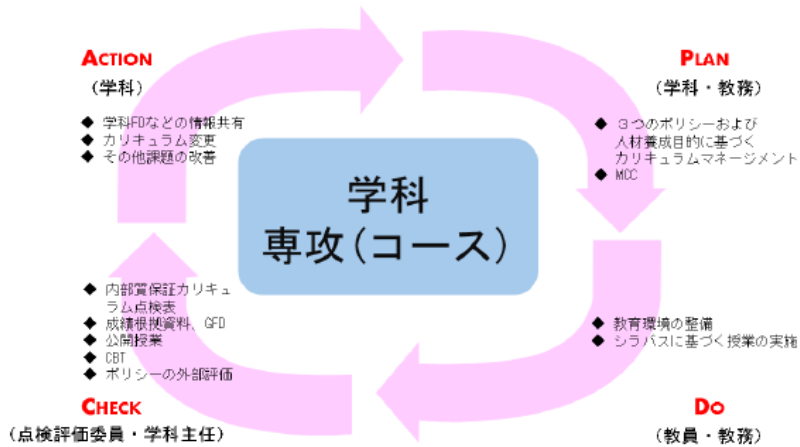 ACTION
(学科)
◆ 学科FDなどの情報共有
◆ カリキュラム変更
◆ その他課題の改善
PLAN
(学科・教務)
◆ 3つのポリシーおよび
人材養成目的に基づく
カリキュラムマネージメント
◆ MCC
学科
専攻(コース)
◆ 内部質保証カリキュ
ラム点検表
◆ 成績根拠資料、GFD
◆ 公開授業
◆ CBT
◆ ポリシーの外部評価
CHECK
(点検評価委員・学科主任)
◆ 教育環境の整備
◆ シラバスに基づく授業の実施
DO
(教員・教務)